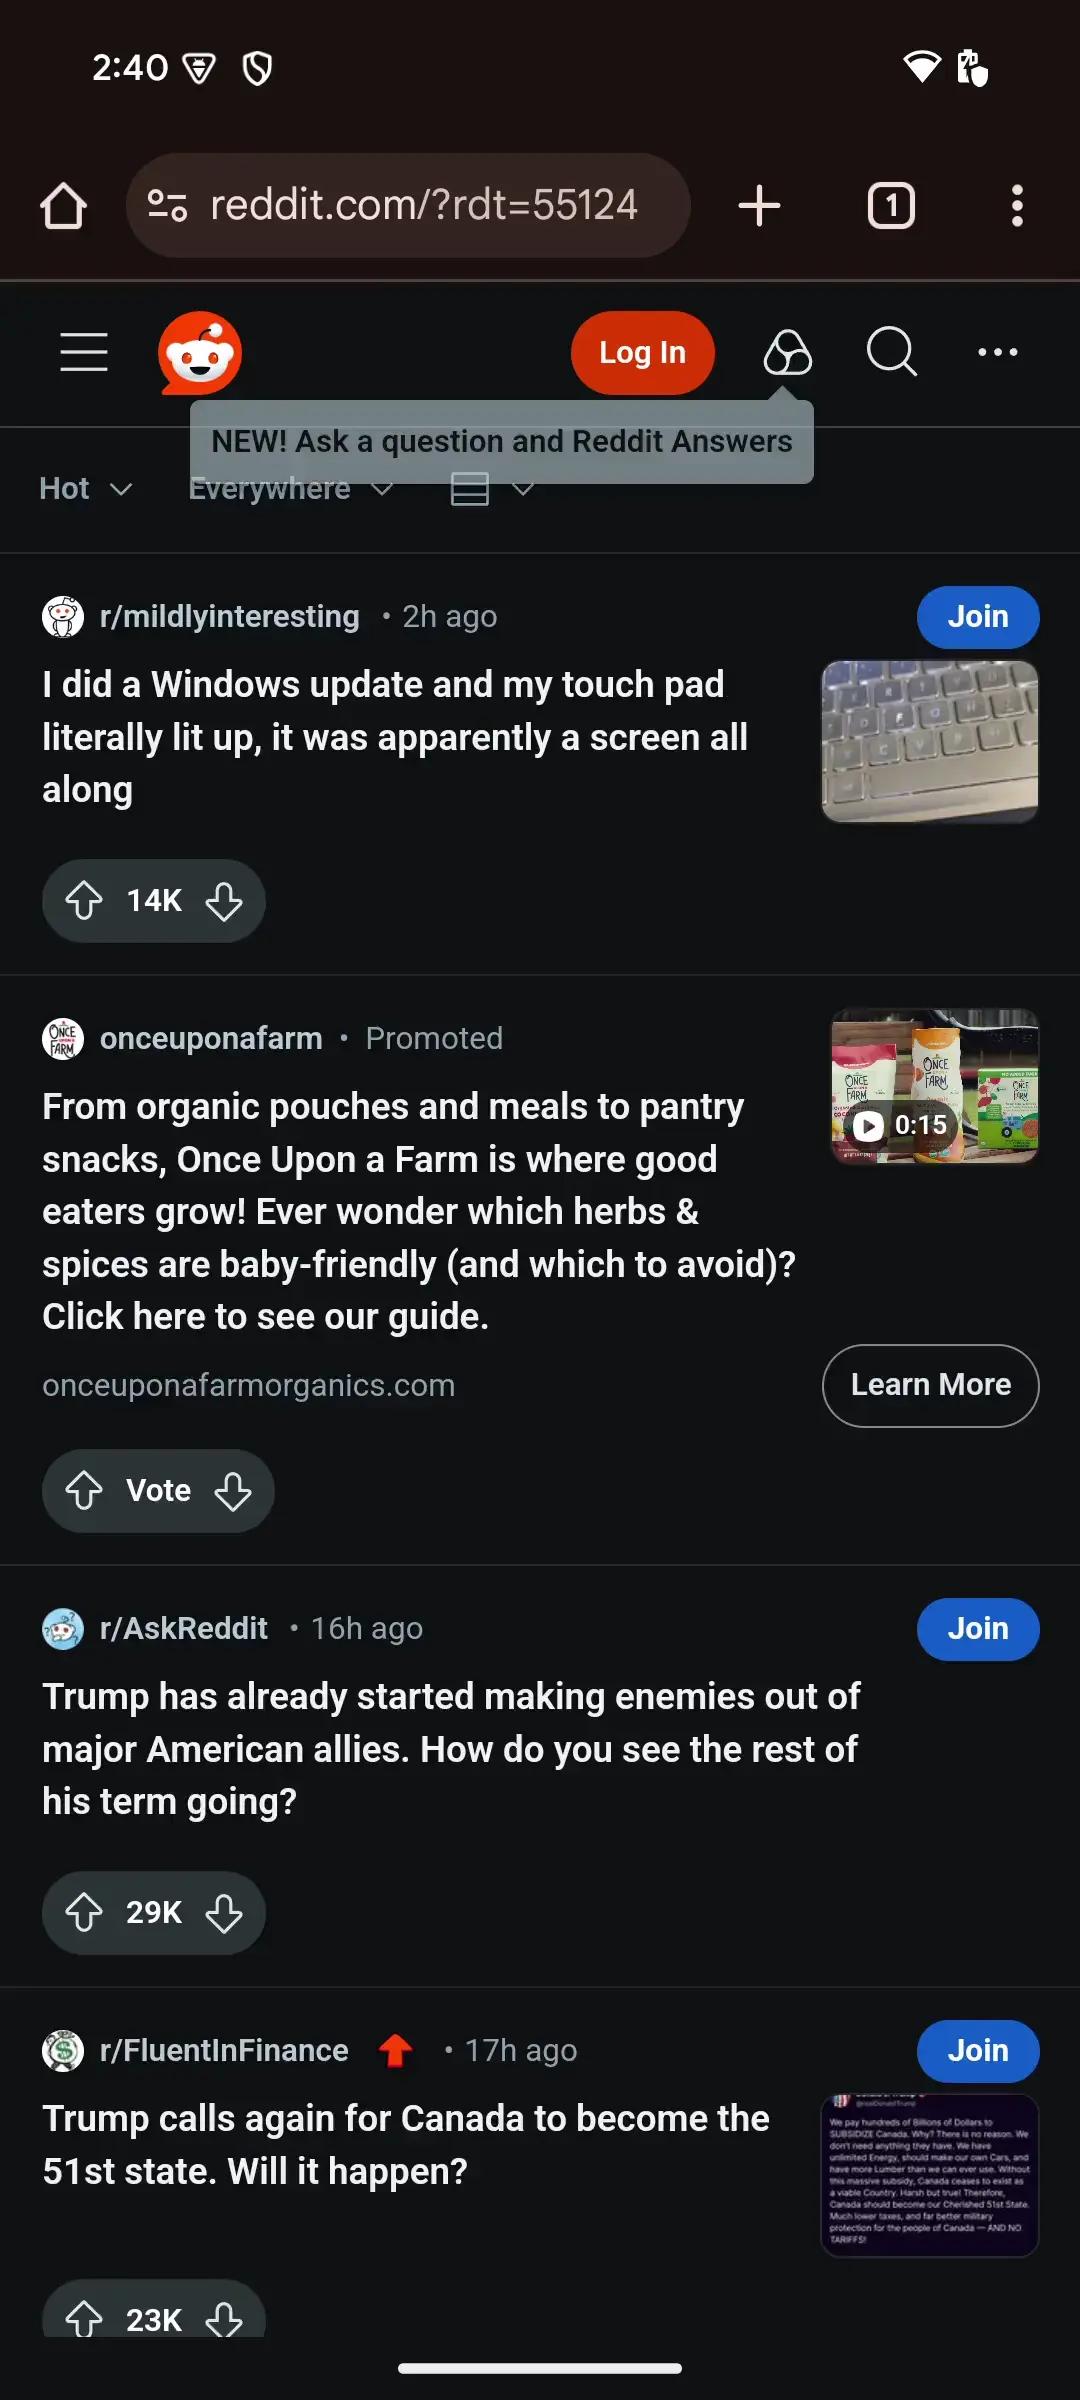 2:40
reddit.com/?rdt=55124
1
Log In
NEW! Ask a question and Reddit Answers
Hot
Everywhere
r/mildlyinteresting • 2h ago
Join
I did a Windows update and my touch pad
literally lit up, it was apparently a screen all
along
14K
onceuponafarm • Promoted
ONCE
FARM
0:15
From organic pouches and meals to pantry
snacks, Once Upon a Farm is where good
eaters grow! Ever wonder which herbs &
spices are baby-friendly (and which to avoid)?
Click here to see our guide.
onceuponafarmorganics.com
Learn More
Vote
r/AskReddit • 16h ago
Join
Trump has already started making enemies out of
major American allies. How do you see the rest of
his term going?
29K
r/FluentInFinance • 17h ago
Join
Trump calls again for Canada to become the
51st state. Will it happen?
We pay hundreds of Billions of Dollars to
SUBSIDIZE Canada. Why? There is no reason. We
don't need anything they have. We have
unlimited Energy, should make our own Cars, and
have more Lumber than we can ever use. Without
this massive subsidy, Canada ceases to exist as
a viable Country. Harsh but true! Therefore,
Canada should become our Cherished 51st State.
Much lower taxes, and far better military
protection for the people of Canada — AND NO
TARIFFS!
23K